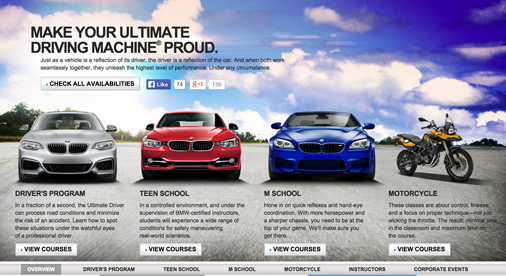 MAKE YOUR ULTIMATE
DRIVING MACHINE® PROUD.
Just as a vehicle is a reflection of its driver, the driver is a reflection of the car. And when both work
seamlessly together, they unleash the highest level of performance. Under any circumstance.
› CHECK ALL AVAILABILITIES
Like 74 +1 136
DRIVER'S PROGRAM
In a fraction of a second, the Ultimate Driver
can process road conditions and minimize
the risk of an accident. Learn how to spot
these situations under the watchful eyes
of a professional driver.
› VIEW COURSES
TEEN SCHOOL
In a controlled environment, and under the
supervision of BMW-certified instructors,
students will experience a wide range of
conditions for safely maneuvering
real-world scenarios.
› VIEW COURSES
M SCHOOL
Hone in on quick reflexes and hand-eye
coordination. With more horsepower and
a sharper chassis, you need to be at the
top of your game. We'll make sure you
get there.
› VIEW COURSES
MOTORCYCLE
These classes are about control, finesse,
and a focus on proper technique—not just
wicking the throttle. The result: minimal time
in the classroom and maximum time on
the course.
› VIEW COURSES
OVERVIEW DRIVER'S PROGRAM TEEN SCHOOL M SCHOOL MOTORCYCLE INSTRUCTORS CORPORATE EVENTS